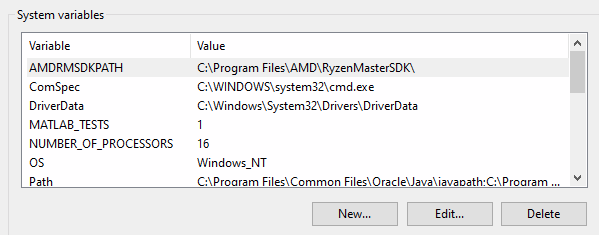 System variables
Variable Value
AMDRMSDKPATH C:\Program Files\AMD\RyzenMasterSDK\
ComSpec C:\WINDOWS\system32\cmd.exe
DriverData C:\Windows\System32\Drivers\DriverData
MATLAB_TESTS 1
NUMBER_OF_PROCESSORS 16
OS Windows_NT
Path C:\Program Files\Common Files\Oracle\Java\javapath;C:\Program ...
New... Edit... Delete